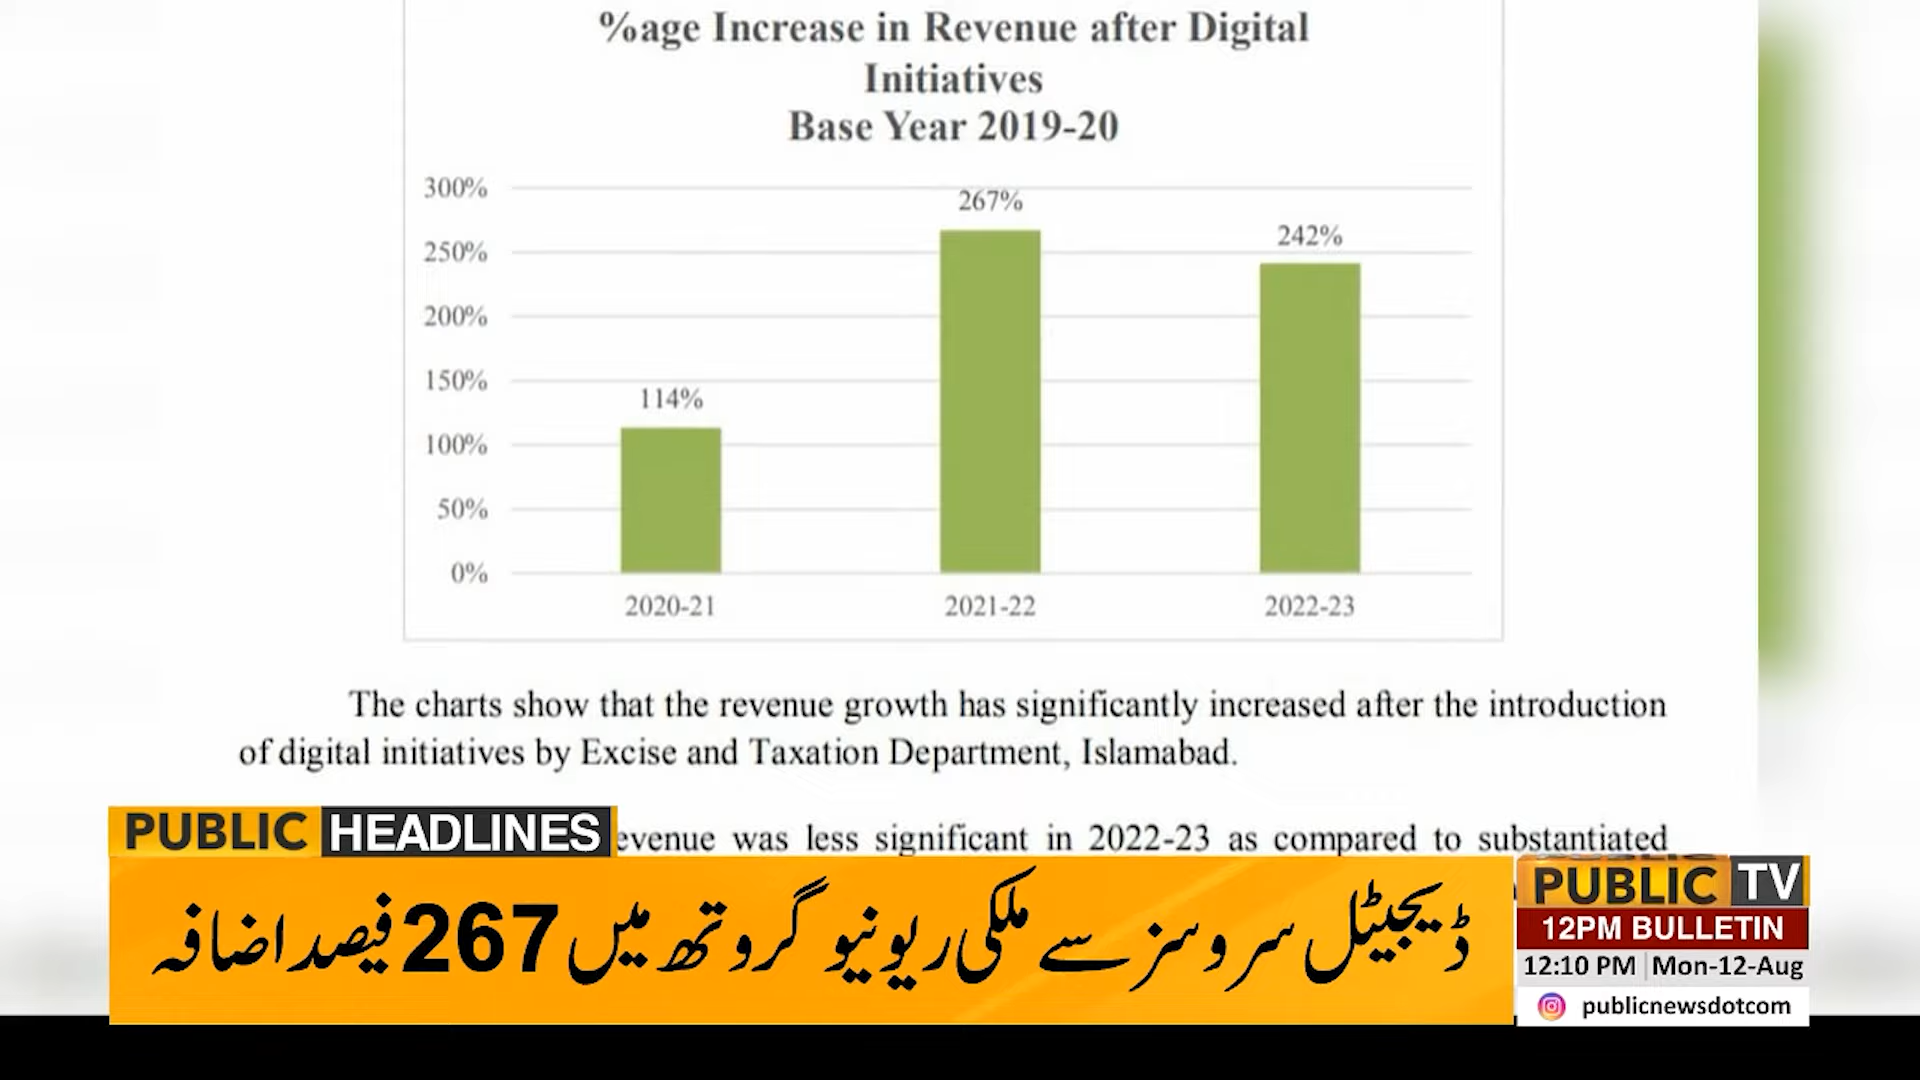 %age Increase in Revenue after Digital
Initiatives
Base Year 2019-20
300%
250%
200%
150%
100%
50%
0%
114%
267%
242%
2020-21
2021-22
2022-23
The charts show that the revenue growth has significantly increased after the introduction
of digital initiatives by Excise and Taxation Department, Islamabad.
evenue was less significant in 2022-23 as compared to substantiated
PUBLIC HEADLINES
ڈیجیٹل سروسز سے ملکی ریونیو گروتھ میں 267 فیصد اضافہ
PUBLIC TV
12PM BULLETIN
12:10 PM Mon-12-Aug
publicnewsdotcom